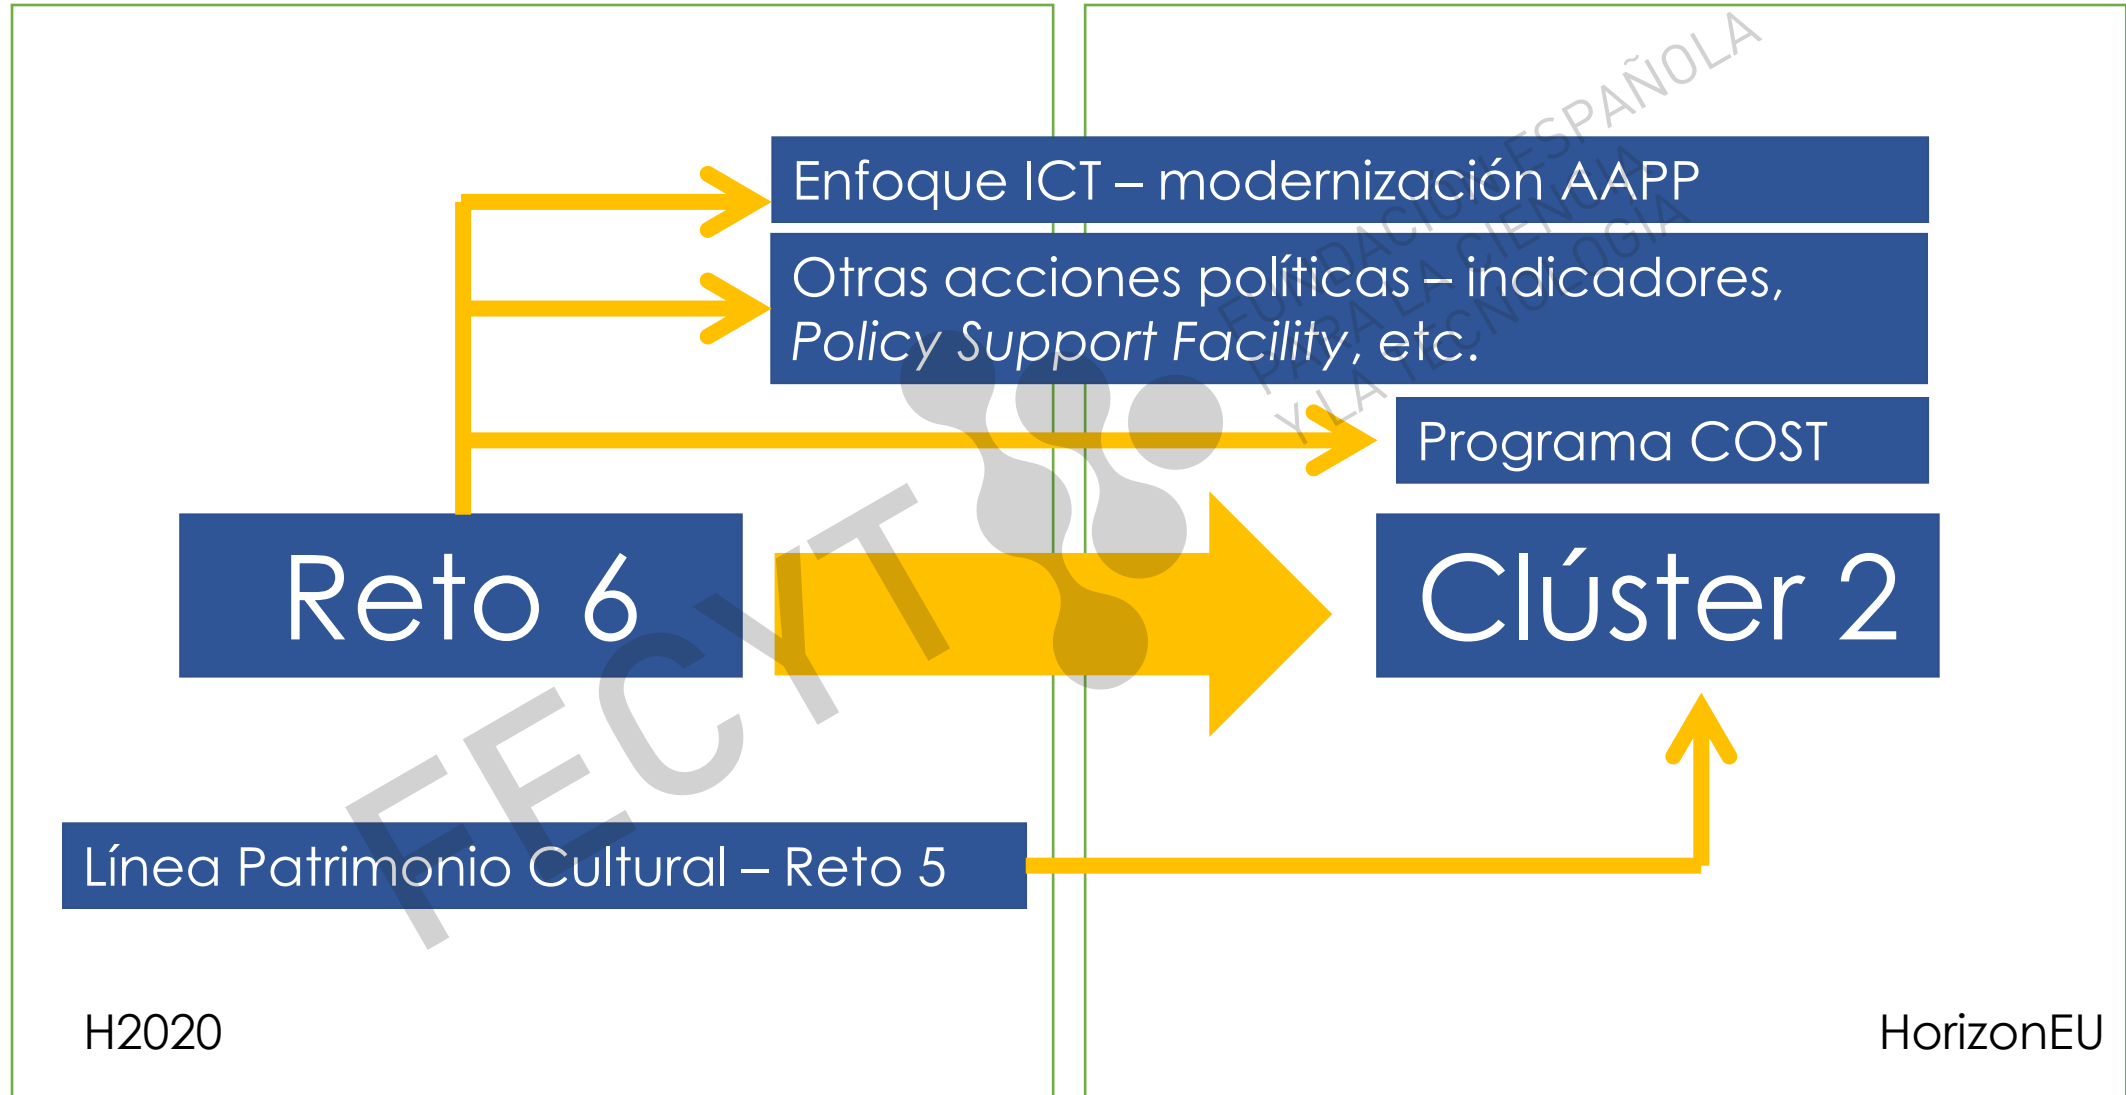 Enfoque ICT – modernización AAPP
Otras acciones políticas – indicadores,
Policy Support Facility, etc.
Programa COST
Reto 6
Clúster 2
Línea Patrimonio Cultural – Reto 5
H2020
HorizonEU
FECYT
FUNDACIÓN ESPAÑOLA
PARA LA CIENCIA
Y LA TECNOLOGÍA